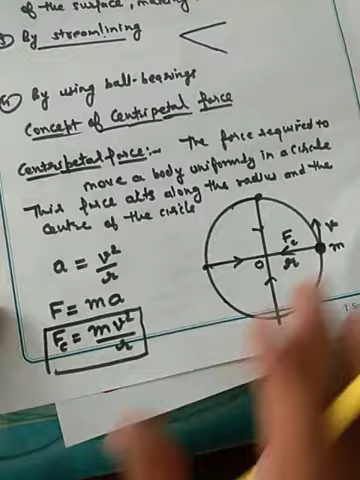 of the surface, making
③ By streamlining
④ By using ball-bearings
Concept of Centripetal force
Centripetal force:- The force required to
move a body uniformly in a circle
This force acts along the radius and the
centre of the circle
a = v²/r
F = ma
Fc = mv²/r
Fc
v
m
O
r